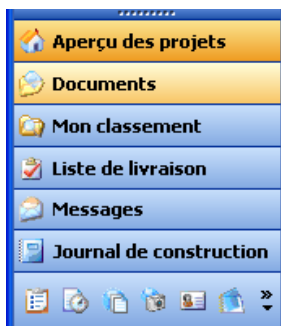 Aperçu des projets
Documents
Mon classement
Liste de livraison
Messages
Journal de construction